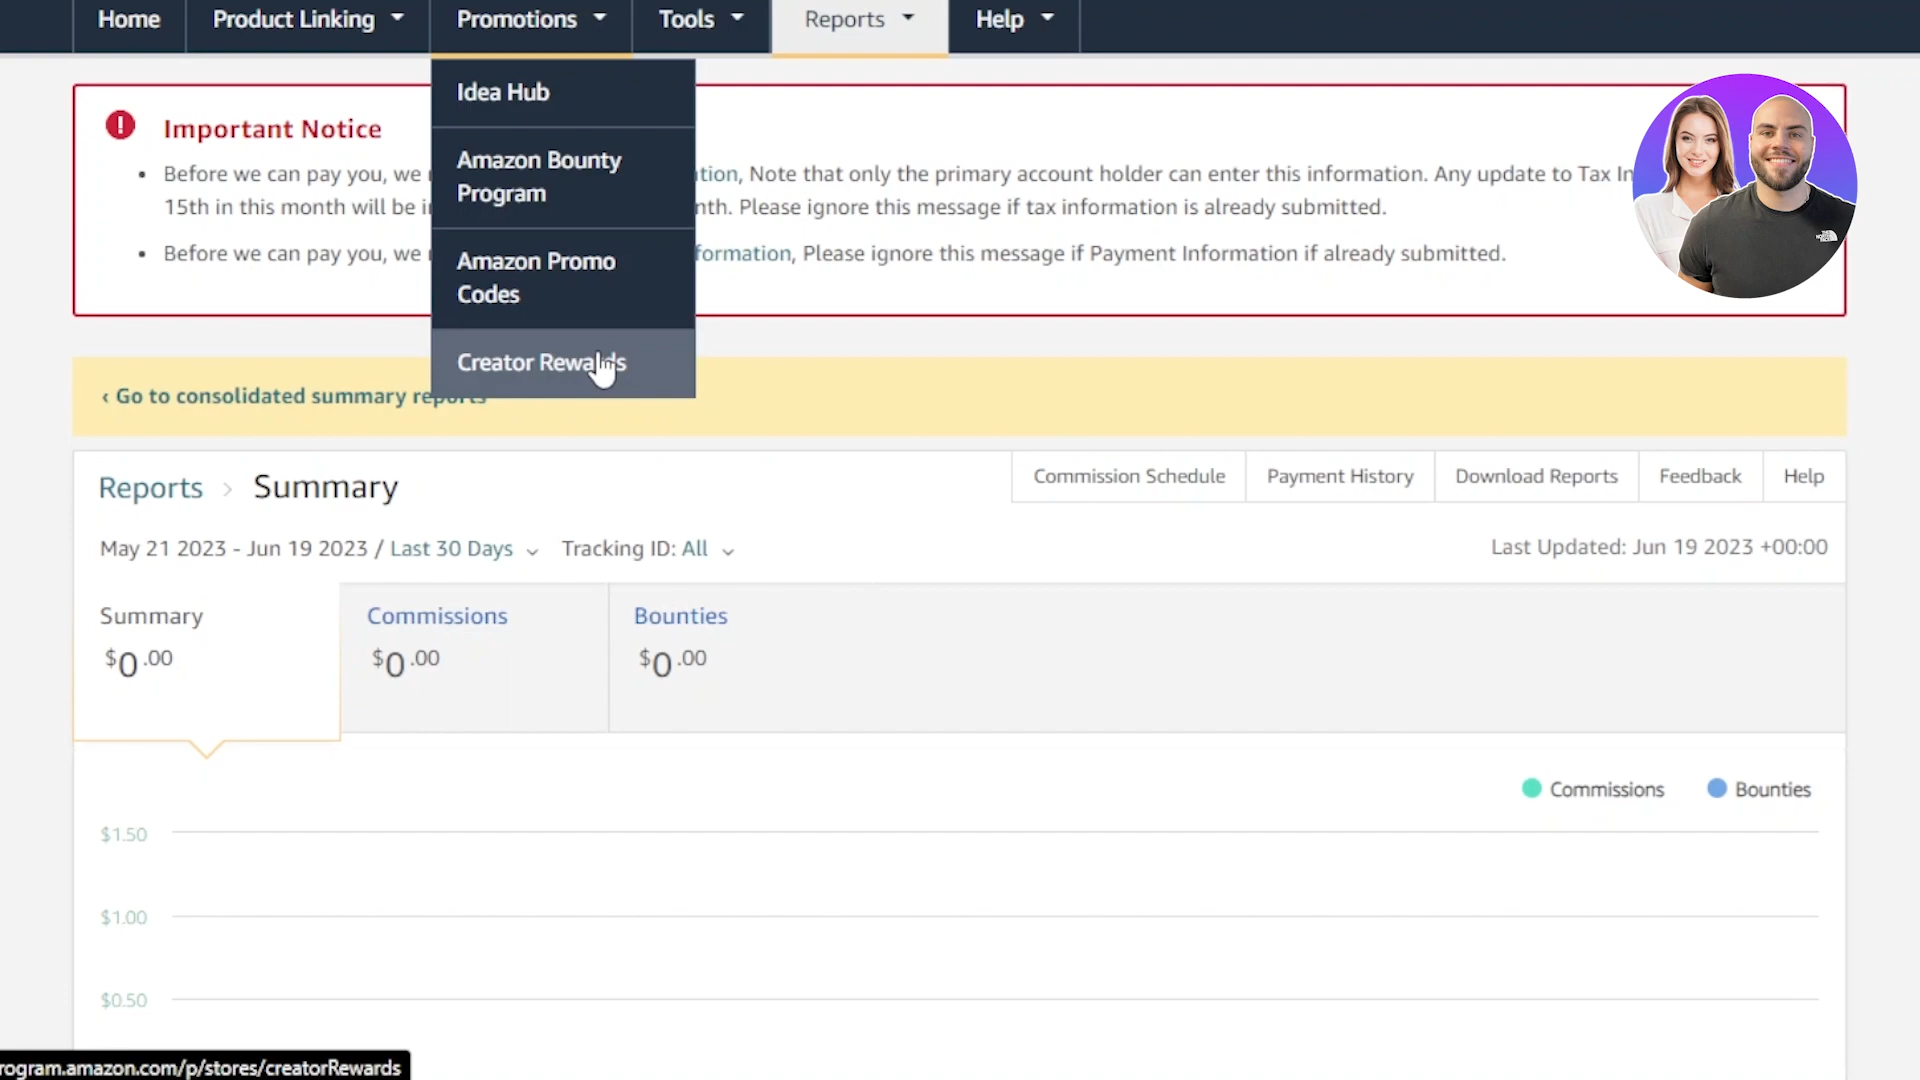 Home Product Linking Promotions Tools Reports Help
Idea Hub
Amazon Bounty
Program
Amazon Promo
Codes
Creator Rewards
Important Notice
Before we can pay you, we tion, Note that only the primary account holder can enter this information. Any update to Tax In
15th in this month will be i nth. Please ignore this message if tax information is already submitted.
Before we can pay you, we formation, Please ignore this message if Payment Information if already submitted.
THE NORTH FACE
‹ Go to consolidated summary reports
Reports › Summary
Commission Schedule Payment History Download Reports Feedback Help
May 21 2023 - Jun 19 2023 / Last 30 Days Tracking ID: All
Last Updated: Jun 19 2023 +00:00
Summary Commissions Bounties
$0.00 $0.00 $0.00
Commissions Bounties
$1.50
$1.00
$0.50
rogram.amazon.com/p/stores/creatorRewards